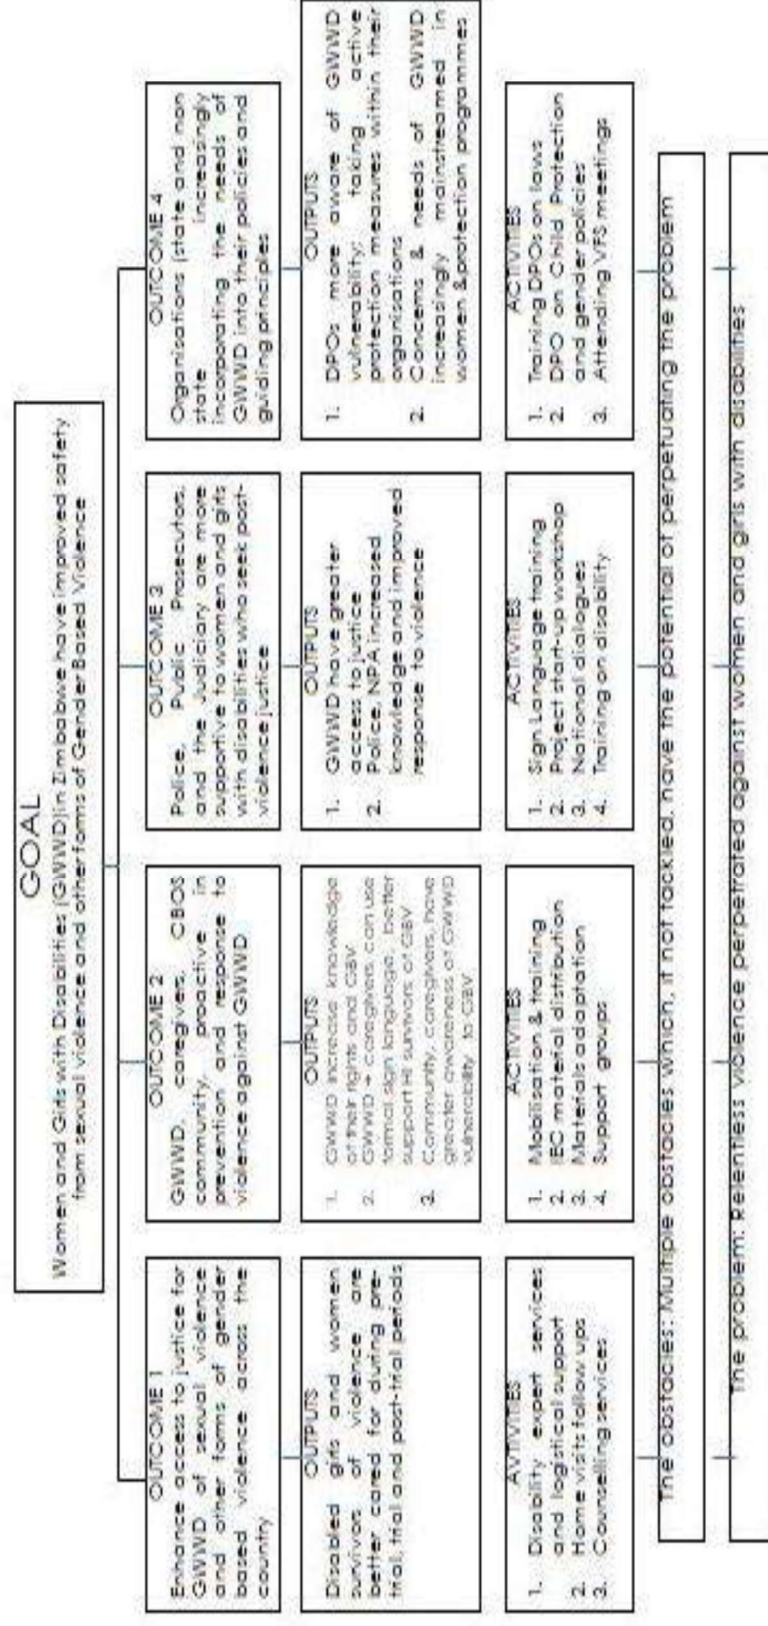 GOAL
Women and Girls with Disabilities (GWWD)in Zimbabwe have improved safety
from sexual violence and other forms of Gender Based Violence
OUTCOME 1
Enhance access to justice for
GWWD of sexual violence
and other forms of gender
based violence across the
country
OUTPUTS
Disabled girls and women
survivors of violence, are
better cared for during pre-
trial, trial and post-trial periods
AVTIVITIES
1. Disability expert services
and logistical support
2. Home visits follow ups
3. Counselling services
OUTCOME 2
GWWD, caregivers, CBOS
community, proactive in
prevention and response to
violence against GWWD
OUTPUTS
1. GWWD increase knowledge
of their rights and GBV
2. GWWD + caregivers can use
formal sign language, better
support HI survivors of GBV
3. Community, caregivers, have
greater awareness of GWWD
vulnerability to GBV
ACTIVITIES
1. Mobilisation & training
2. IEC material distribution
3. Materials adaptation
4. Support groups
OUTCOME 3
Police, Public Prosecutors,
and the Judiciary are more
supportive to women and girls
with disabilities who seek post-
violence justice
OUTPUTS
1. GWWD have greater
access to justice
2. Police, NPA increased
knowledge and improved
response to violence
ACTIVITIES
1. Sign Language training
2. Project start-up workshop
3. National dialogues
4. Training on disability
OUTCOME 4
Organisations (state and non
state increasingly
incorporating the needs of
GWWD into their policies and
guiding principles
OUTPUTS
1. DPOs more aware of GWWD
vulnerability; taking active
protection measures within their
organisations
2. Concerns & needs of GWWD
increasingly mainstreamed in
women &protection programmes
ACTIVITIES
1. Training DPOs on laws
2. DPO on Child Protection
and gender policies
3. Attending VFS meetings
The obstacles: Multiple obstacles which, if not tackled, have the potential of perpetuating the problem
The problem: Relentless violence perpetrated against women and girls with disabilities